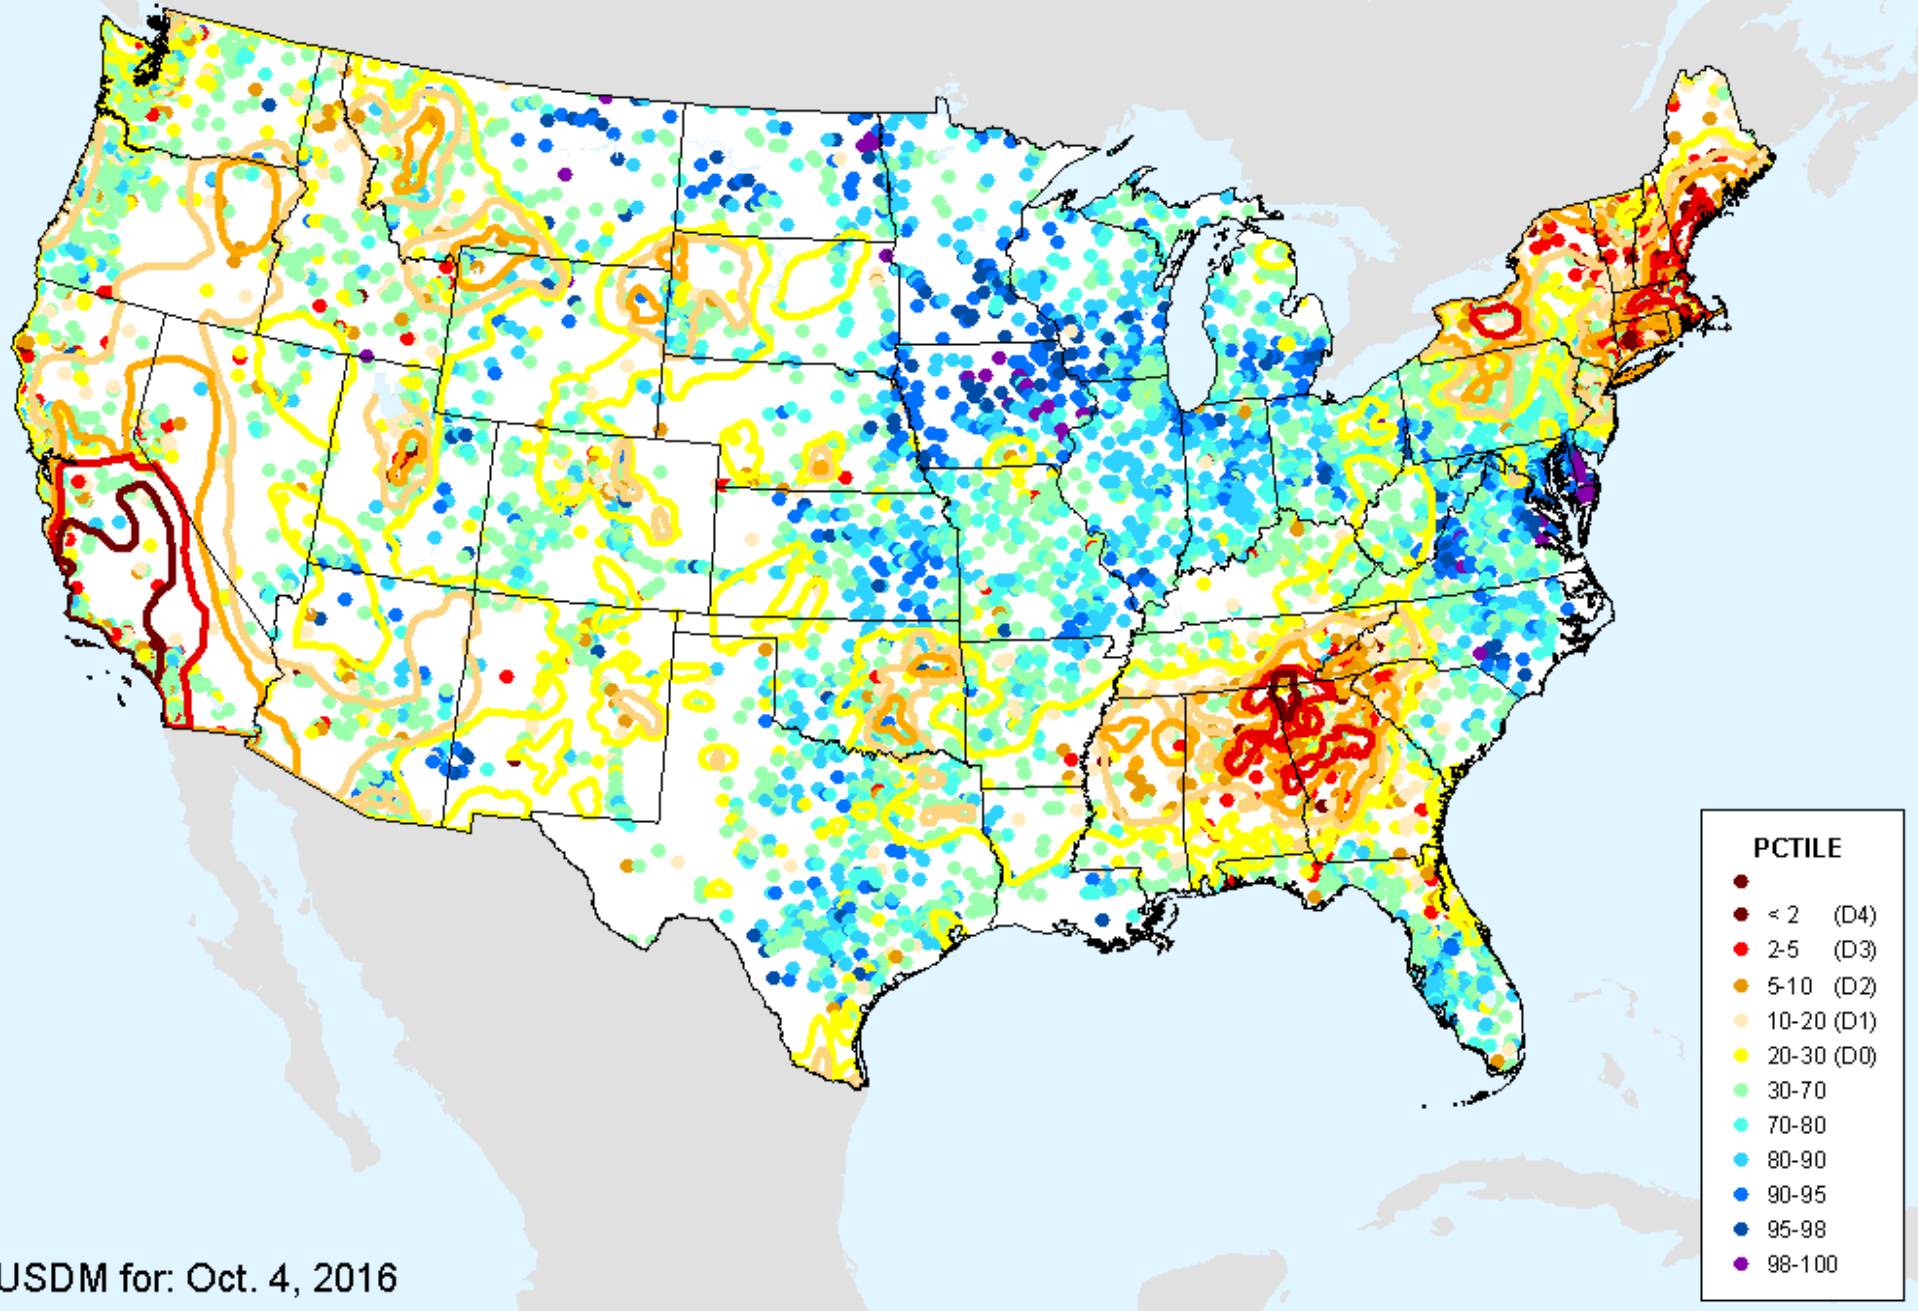 PCTILE
< 2 (D4)
2-5 (D3)
5-10 (D2)
10-20 (D1)
20-30 (D0)
30-70
70-80
80-90
90-95
95-98
98-100
USDM for: Oct. 4, 2016